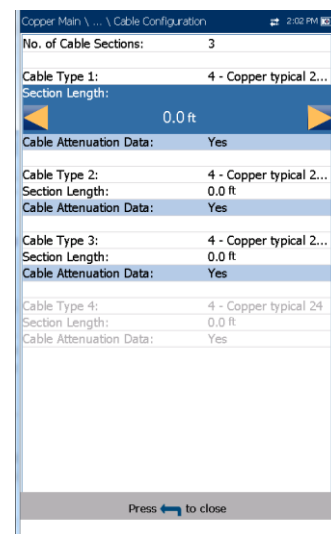 Copper Main \ ... \ Cable Configuration 2:02 PM
No. of Cable Sections: 3
Cable Type 1: 4 - Copper typical 2...
Section Length:
0.0 ft
Cable Attenuation Data: Yes
Cable Type 2: 4 - Copper typical 2...
Section Length: 0.0 ft
Cable Attenuation Data: Yes
Cable Type 3: 4 - Copper typical 2...
Section Length: 0.0 ft
Cable Attenuation Data: Yes
Cable Type 4: 4 - Copper typical 24
Section Length: 0.0 ft
Cable Attenuation Data: Yes
Press to close